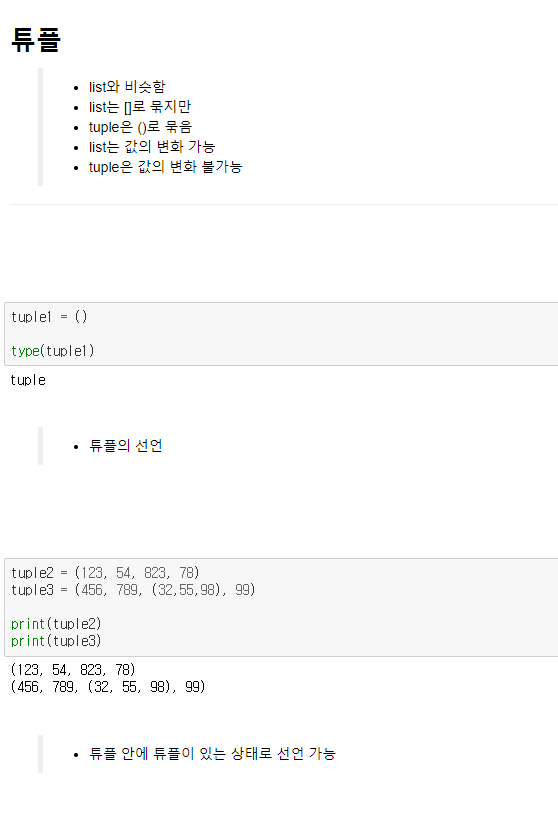 튜플
list와 비슷함
list는 []로 묶지만
tuple은 ()로 묶음
list는 값의 변화 가능
tuple은 값의 변화 불가능
tuple1 = ()
type(tuple1)
tuple
튜플의 선언
tuple2 = (123, 54, 823, 78)
tuple3 = (456, 789, (32,55,98), 99)
print(tuple2)
print(tuple3)
(123, 54, 823, 78)
(456, 789, (32, 55, 98), 99)
튜플 안에 튜플이 있는 상태로 선언 가능